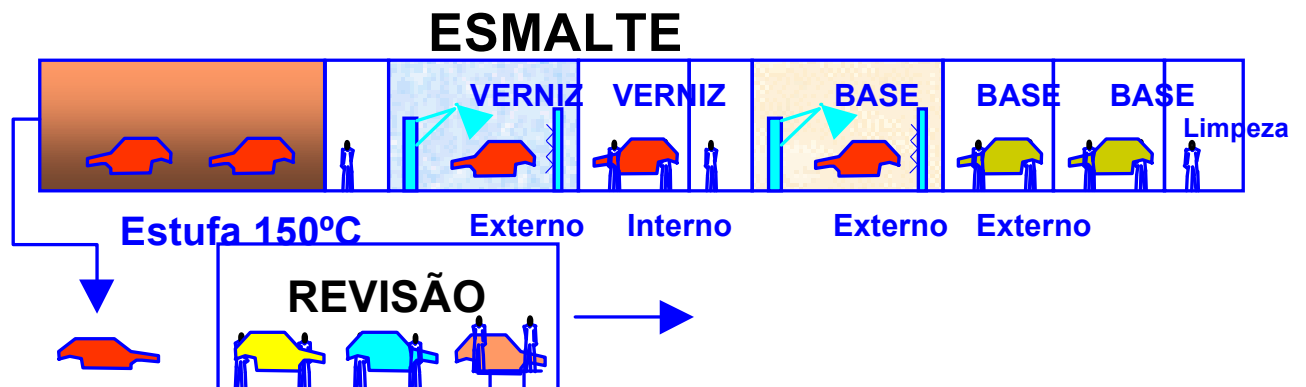 ESMALTE
VERNIZ VERNIZ BASE BASE BASE
Limpeza
Estufa 150ºC Externo Interno Externo Externo
REVISÃO